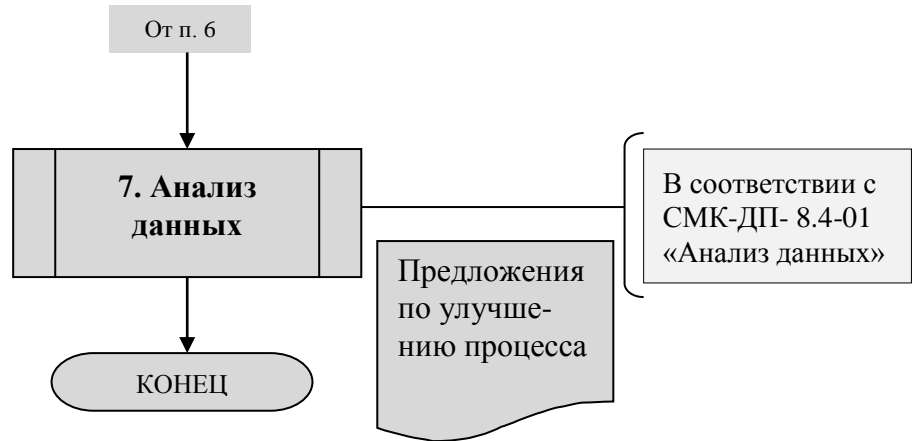 От п. 6
7. Анализ
данных
В соответствии с
СМК-ДП- 8.4-01
«Анализ данных»
Предложения
по улучше-
нию процесса
КОНЕЦ